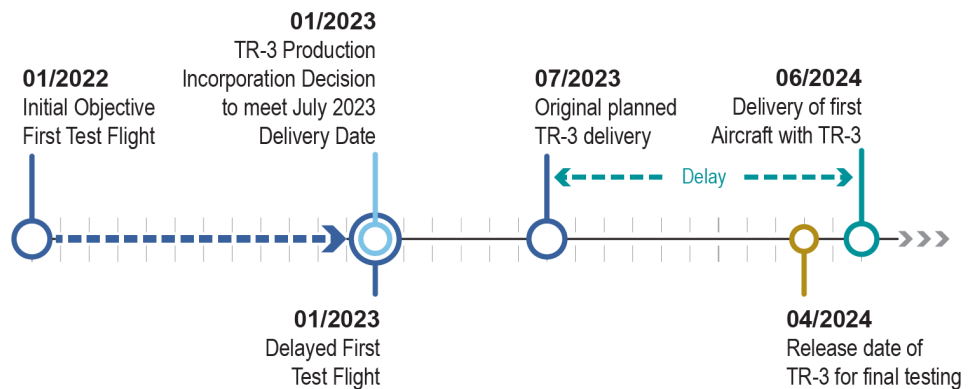 01/2022
Initial Objective
First Test Flight
01/2023
TR-3 Production
Incorporation Decision
to meet July 2023
Delivery Date
07/2023
Original planned
TR-3 delivery
06/2024
Delivery of first
Aircraft with TR-3
Delay
01/2023
Delayed First
Test Flight
04/2024
Release date of
TR-3 for final testing